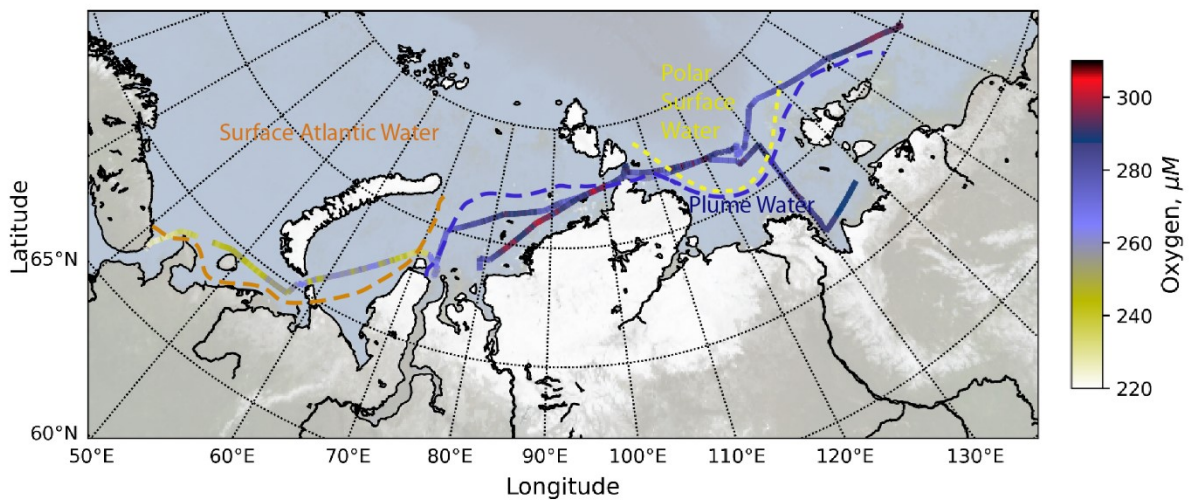 Polar
Surface
Water
Surface Atlantic Water
Plume Water
Latitude
65°N
60°N
50°E
60°E
70°E
80°E
90°E
100°E
110°E
120°E
130°E
Longitude
300
280
260
240
220
Oxygen, μM